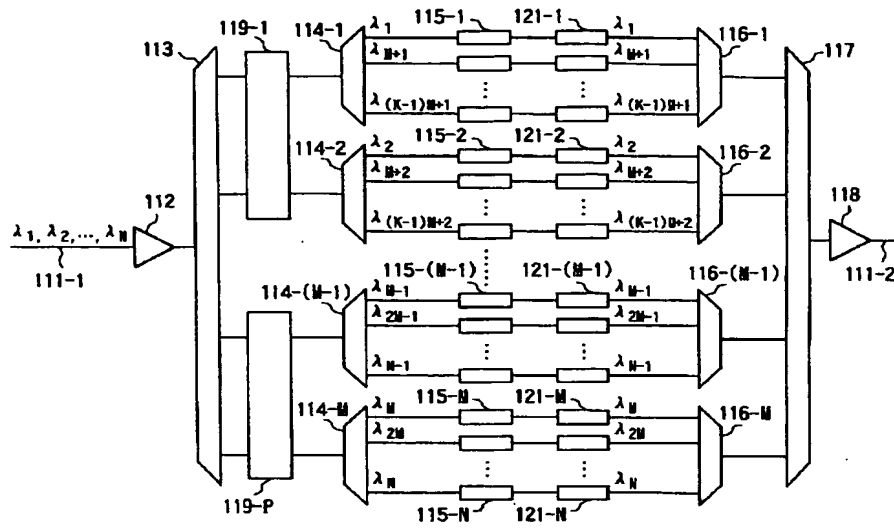 119-1 114-1 λ1 115-1 121-1 λ1 116-1
113 117
λM+1 λM+1
λ(K-1)M+1 λ(K-1)M+1
114-2 λ2 115-2 121-2 λ2 116-2
λM+2 λM+2
112 118
λ1, λ2, ..., λN λ(K-1)M+2 λ(K-1)M+2
111-1 111-2
115-(M-1) 121-(M-1)
114-(M-1) λM-1 λM-1 116-(M-1)
λ2M-1 λ2M-1
λN-1 λN-1
115-M 121-M
114-M λM λM 116-M
λ2M λ2M
λN λN
119-P 115-N 121-N